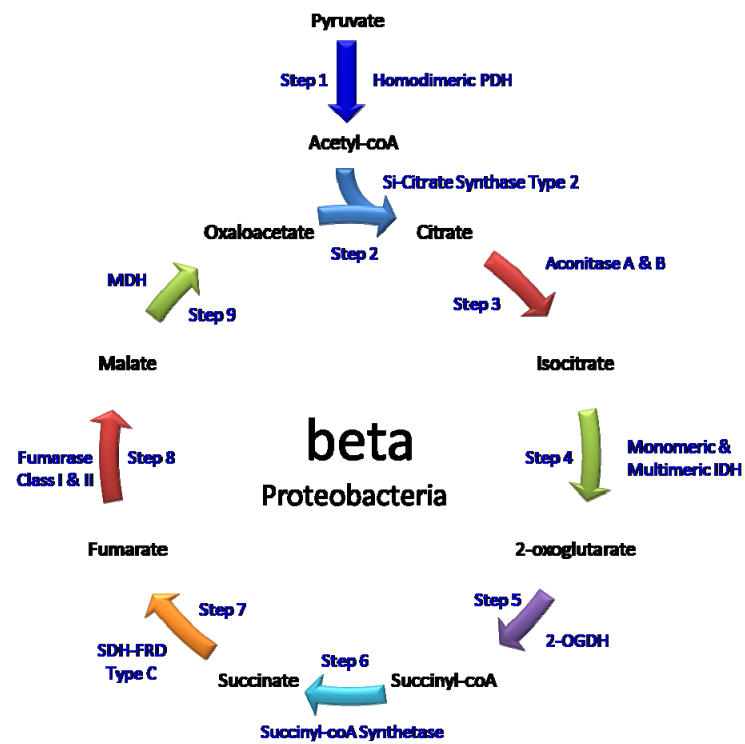 Pyruvate
Step 1
Homodimeric PDH
Acetyl-coA
Si-Citrate Synthase Type 2
Oxaloacetate
Citrate
Step 2
Aconitase A & B
MDH
Step 3
Step 9
Malate
Isocitrate
beta
Proteobacteria
Fumarase
Class I & II
Step 8
Step 4
Monomeric &
Multimeric IDH
Fumarate
2-oxoglutarate
Step 5
Step 7
2-OGDH
SDH-FRD
Type C
Step 6
Succinate
Succinyl-coA
Succinyl-coA Synthetase